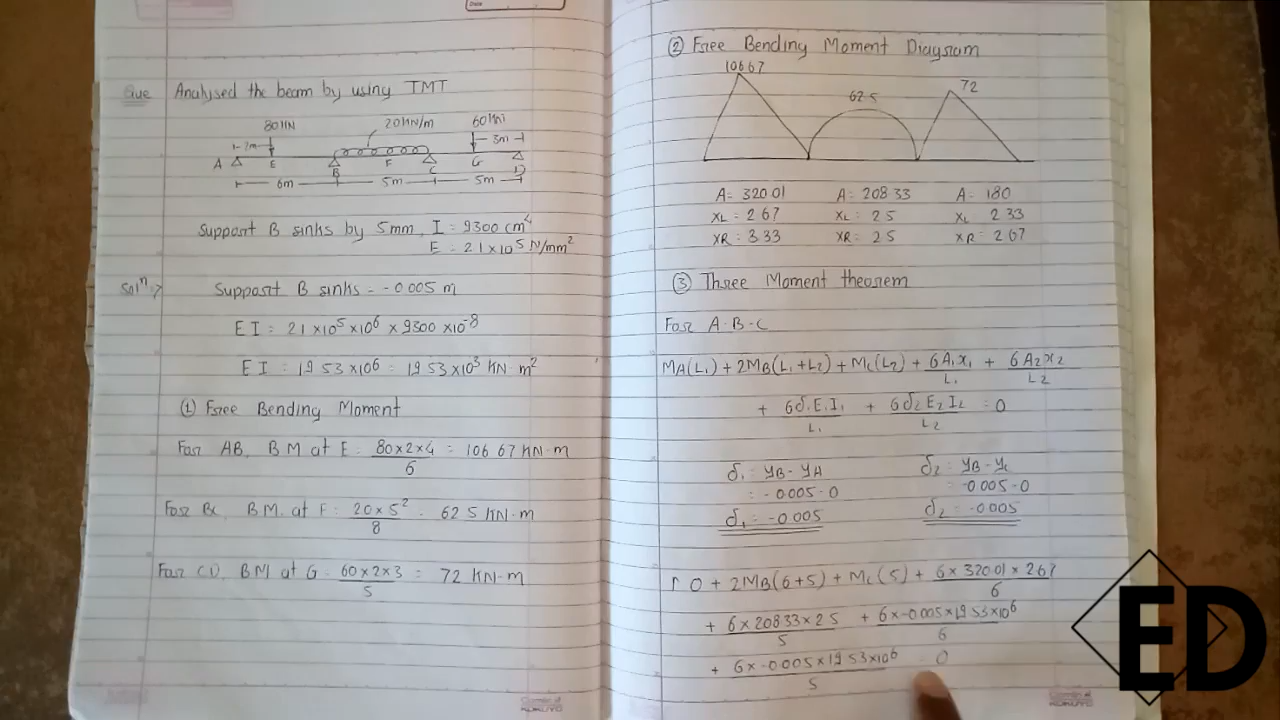 Date
Que Analysed the beam by using TMT
80KN 20KN/m 60KN
2m 3m
A E B F C G D
6m 5m 5m
Support B sinks by 5mm, I = 9300 cm⁴
E = 2.1×10⁵ N/mm²
Solⁿ:> Support B sinks = -0.005 m
EI = 2.1×10⁵×10⁶ × 9300×10⁻⁸
EI = 19.53×10⁶ = 19.53×10³ KN·m²
① Free Bending Moment
For AB, BM at E = 80×2×4/6 = 106.67 KN·m
For BC, BM at F = 20×5²/8 = 62.5 KN·m
For CD, BM at G = 60×2×3/5 = 72 KN·m
② Free Bending Moment Diagram
106.67 62.5 72
A = 320.01 A = 208.33 A = 180
XL = 2.67 XL = 2.5 XL 2.33
XR = 3.33 XR = 2.5 XR = 2.67
③ Three Moment theorem
For A-B-C
MA(L₁) + 2MB(L₁+L₂) + Mc(L₂) + 6A₁x₁/L₁ + 6A₂x₂/L₂
+ 6δ₁E₁I₁/L₁ + 6δ₂E₂I₂/L₂ = 0
δ₁ = yB - yA δ₂ = yB - yc
= -0.005-0 = -0.005-0
δ₁ = -0.005 δ₂ = -0.005
0 + 2MB(6+5) + Mc(5) + 6×320.01×2.67/6
+ 6×208.33×2.5/5 + 6×-0.005×19.53×10⁶/6
+ 6×-0.005×19.53×10⁶/5 = 0
ED